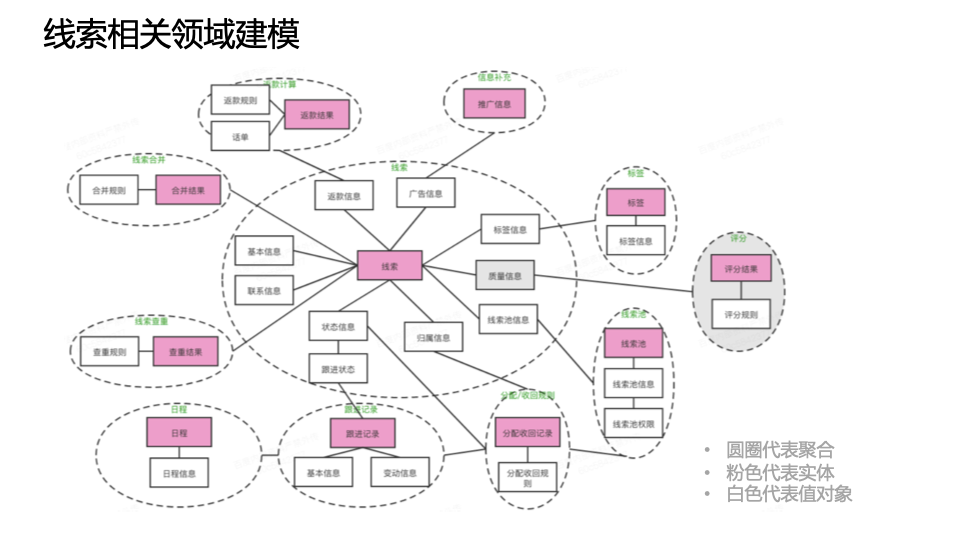 线索相关领域建模
返款计算
返款规则
返款结果
话单
信息补充
推广信息
线索合并
合并规则
合并结果
线索
返款信息
广告信息
标签信息
基本信息
线索
质量信息
联系信息
线索池信息
状态信息
归属信息
跟进状态
标签
标签
标签信息
评分
评分结果
评分规则
线索查重
查重规则
查重结果
线索池
线索池
线索池信息
线索池权限
日程
日程
日程信息
跟进记录
跟进记录
基本信息
变动信息
分配/收回规则
分配收回记录
分配收回规
则
• 圆圈代表聚合
• 粉色代表实体
• 白色代表值对象